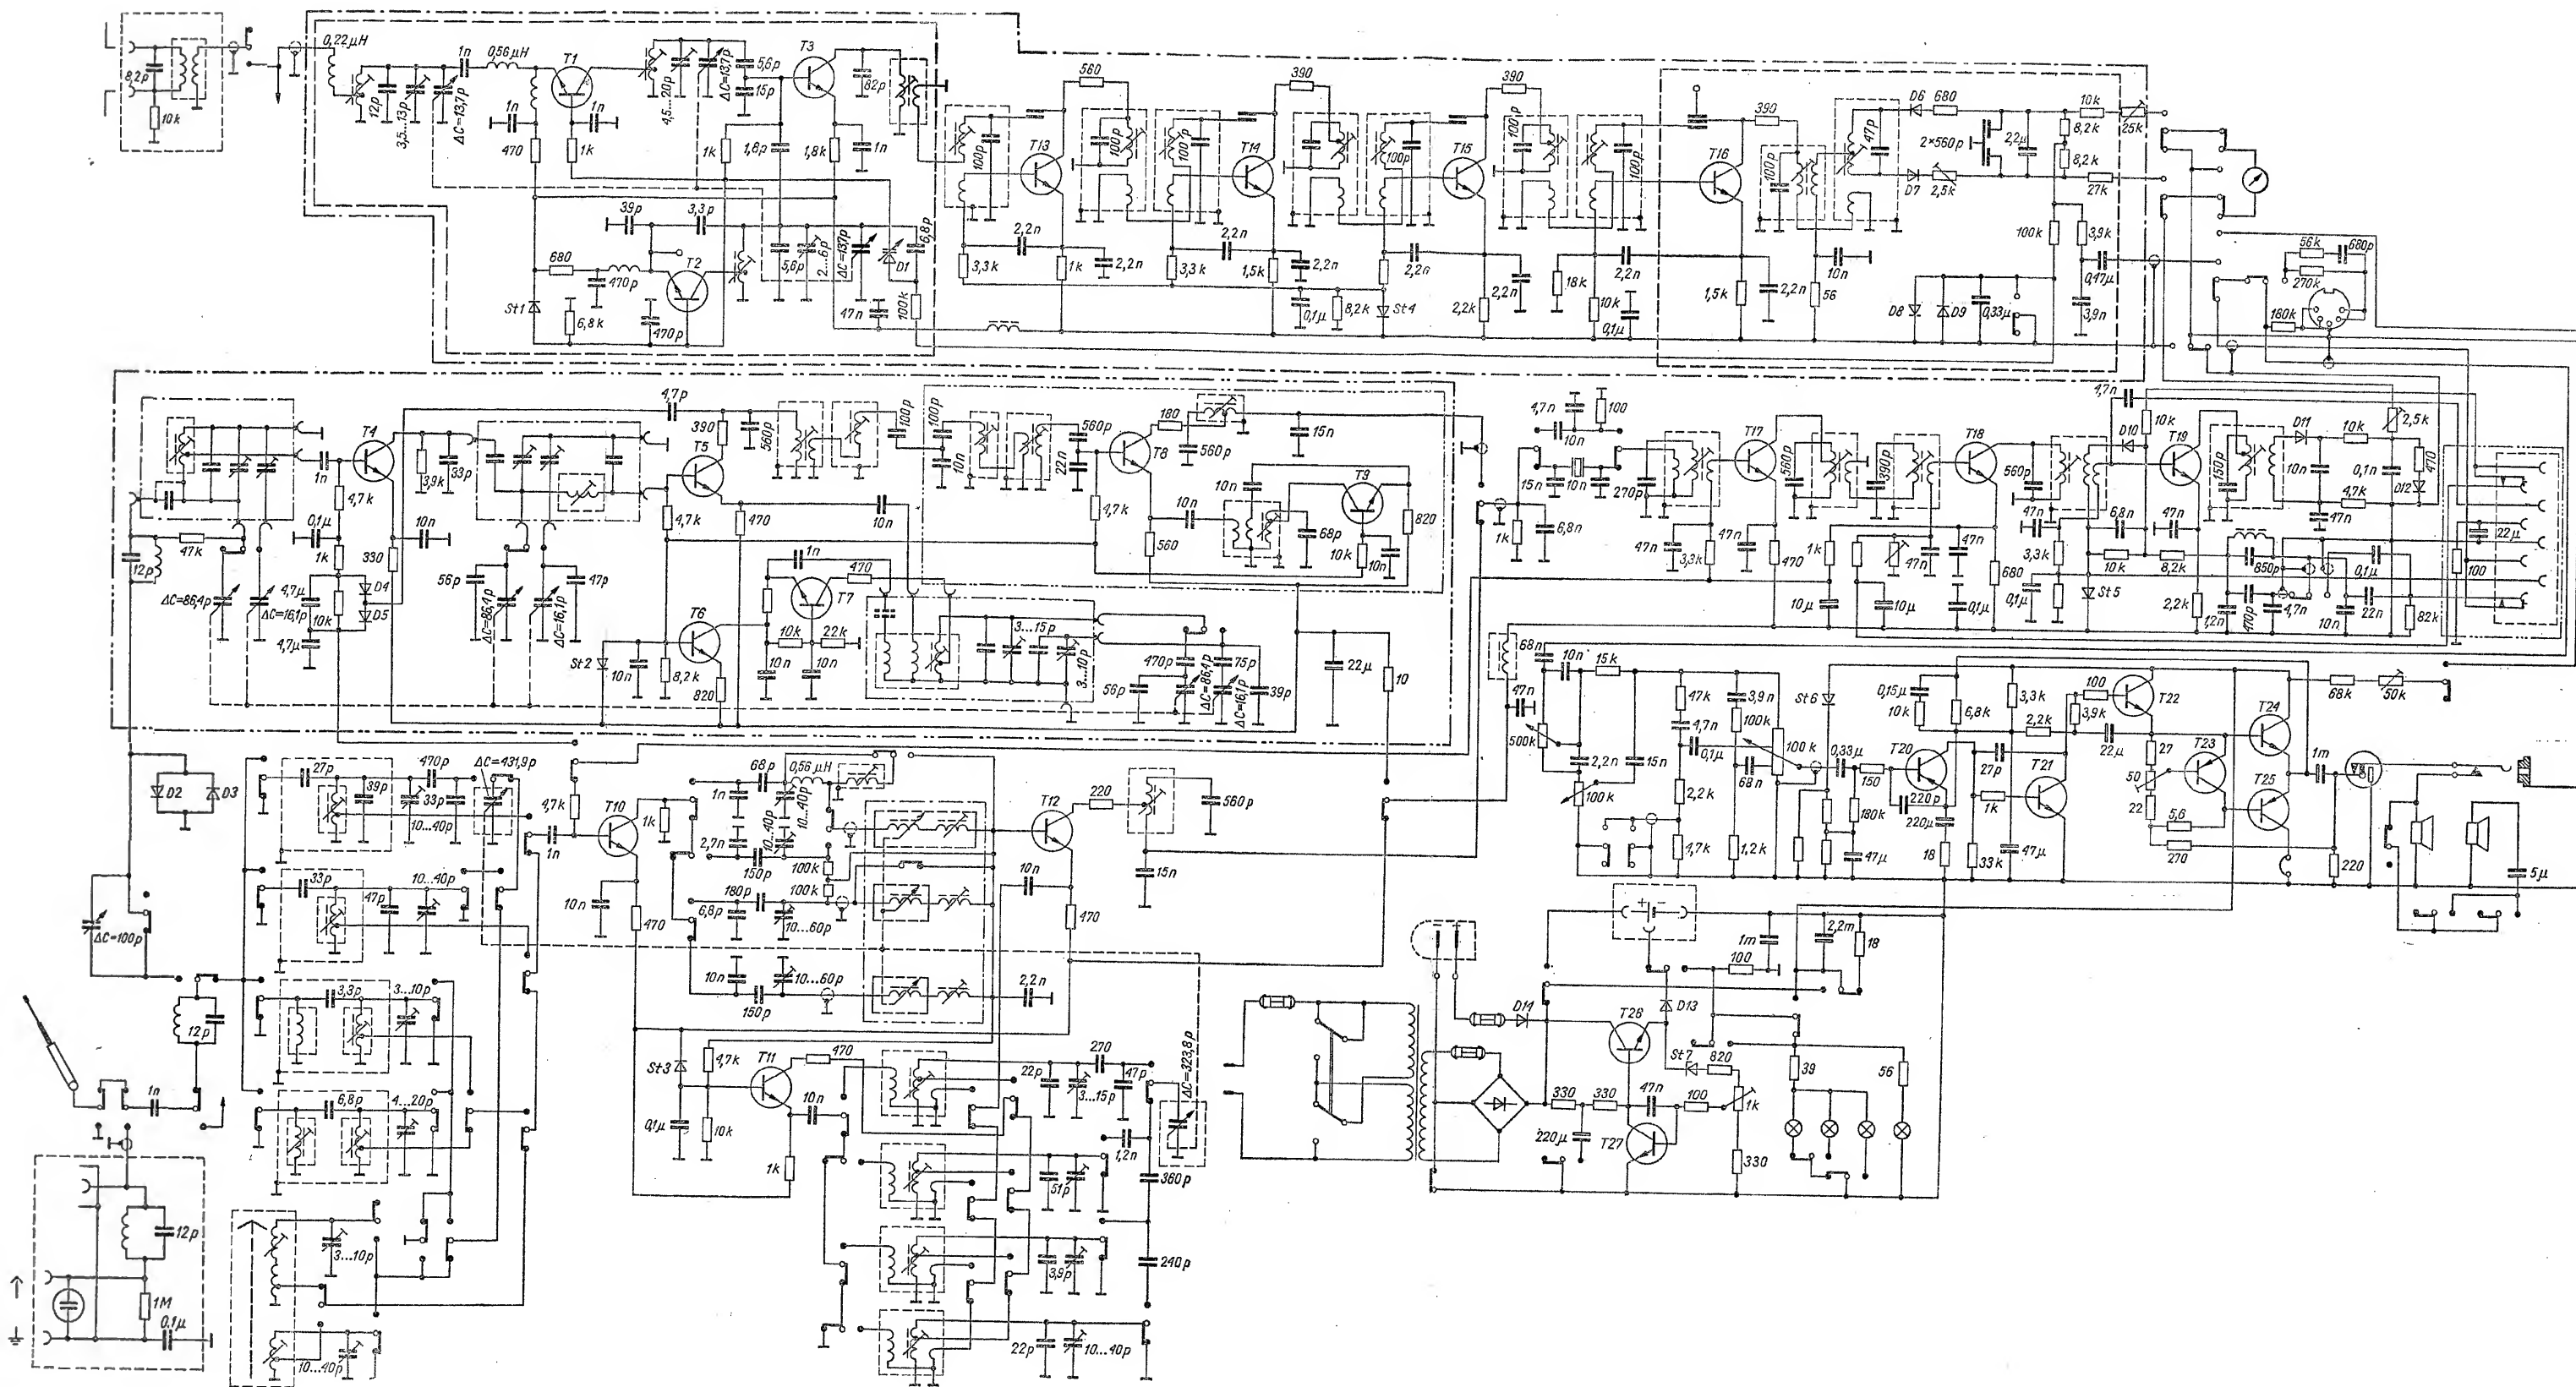 0,22μH
8,2p
10k
12p
3,5...13p
ΔC=13,7p
1n
0,56μH
T1
1n
1n
470
1k
4,5...20p
ΔC=13,7p
5,6p
15p
T3
82p
1k
1,8p
1,8k
1n
39p
3,3p
680
470p
T2
St1
6,8k
470p
5,6p
2...6p
ΔC=13,7p
D1
6,8p
47n
100k
100p
T13
560
100p
100p
T14
390
100p
T15
390
100p
100p
T16
390
100p
47p
D6
680
D7
2,5k
2×560p
2,2μ
8,2k
8,2k
10k
25k
27k
3,3k
2,2n
1k
2,2n
3,3k
2,2n
1,5k
2,2n
0,1μ
8,2k
St4
2,2n
2,2k
2,2n
18k
10k
2,2n
0,1μ
1,5k
2,2n
56
10n
100k
3,9k
0,47μ
D8
D9
0,33μ
3,9n
56k
680p
270k
180k
12p
47k
ΔC=86,4p
ΔC=16,1p
1n
4,7k
0,1μ
1k
4,7μ
10k
4,7μ
D4
D5
T4
330
10n
3,9k
33p
56p
ΔC=86,4p
ΔC=16,1p
47p
4,7p
390
T5
4,7k
470
560p
100p
10n
100p
10n
560p
22n
T8
180
560p
15n
4,7k
560
10n
10n
68p
T9
10k
10n
820
1n
T7
470
T6
10k
22k
10n
10n
St2
10n
8,2k
820
3...15p
3...10p
470p
56p
ΔC=86,4p
75p
ΔC=16,1p
39p
22μ
10
4,7n
100
10n
15n
10n
270p
1k
6,8n
T17
560p
390p
T18
560p
D10
10k
T19
150p
D11
10k
10n
0,1n
2,5k
470
D12
4,7k
47n
4,7n
47n
3,3k
47n
470
1k
10μ
47n
10μ
47n
0,1μ
680
47n
3,3k
0,1μ
6,8n
10k
St5
47n
8,2k
2,2k
1,2n
850p
470p
4,7n
0,1μ
10n
22n
82k
22μ
100
68n
10n
15k
47n
500k
2,2n
15n
100k
47k
4,7n
0,1μ
2,2k
4,7k
3,9n
100k
68n
1,2k
100k
St6
0,33μ
150
180k
47μ
T20
0,15μ
10k
6,8k
220p
220μ
18
3,3k
2,2k
27p
1k
33k
T21
47μ
100
3,9k
T22
22μ
27
50
22
T23
5,6
270
T24
T25
68k
50k
1m
220
5μ
D2
D3
ΔC=100p
12p
1n
27p
39p
470p
33p
10...40p
ΔC=431,9p
33p
47p
10...40p
3,3p
3...10p
6,8p
4...20p
3...10p
10...40p
12p
1M
0,1μ
4,7k
1n
T10
1k
10n
470
68p
0,56μH
1n
10...40p
2,7n
10...40p
150p
100k
180p
100k
6,8p
10...60p
10n
10...60p
150p
T12
220
560p
15n
10n
470
2,2n
St3
4,7k
0,1μ
10k
T11
470
10n
1k
22p
3...15p
270
47p
ΔC=323,8p
1,2n
360p
51p
240p
3,9p
22p
10...40p
+
−
1m
100
2,2m
18
D14
T26
D13
St7
820
330
330
47n
100
1k
220μ
T27
330
39
56